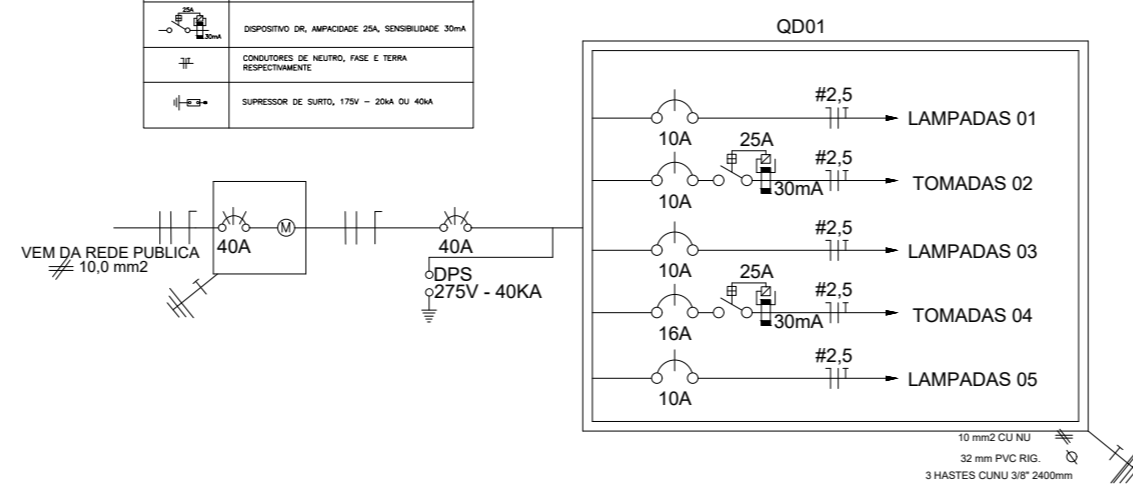 25A
30mA
DISPOSITIVO DR, AMPACIDADE 25A, SENSIBILIDADE 30mA
CONDUTORES DE NEUTRO, FASE E TERRA
RESPECTIVAMENTE
SUPRESSOR DE SURTO, 175V – 20kA OU 40kA
QD01
#2,5
10A
LAMPADAS 01
25A
#2,5
30mA
10A
TOMADAS 02
#2,5
10A
LAMPADAS 03
25A
#2,5
30mA
16A
TOMADAS 04
#2,5
10A
LAMPADAS 05
VEM DA REDE PUBLICA
10,0 mm2
40A
M
40A
DPS
275V - 40KA
10 mm2 CU NU
32 mm PVC RIG.
3 HASTES CUNU 3/8" 2400mm